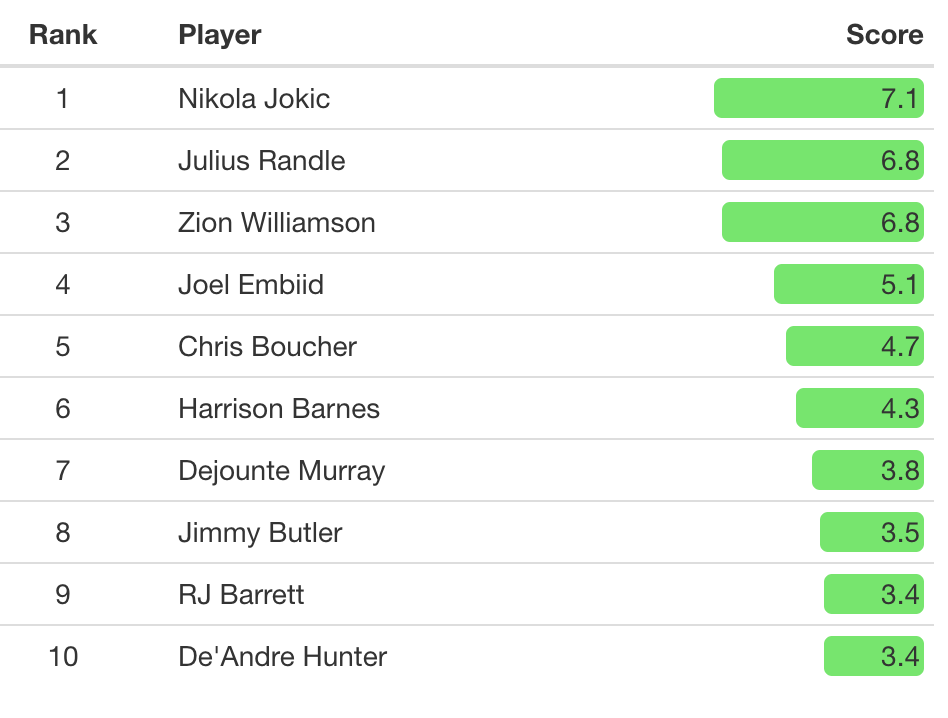 Rank Player Score
1 Nikola Jokic 7.1
2 Julius Randle 6.8
3 Zion Williamson 6.8
4 Joel Embiid 5.1
5 Chris Boucher 4.7
6 Harrison Barnes 4.3
7 Dejounte Murray 3.8
8 Jimmy Butler 3.5
9 RJ Barrett 3.4
10 De'Andre Hunter 3.4